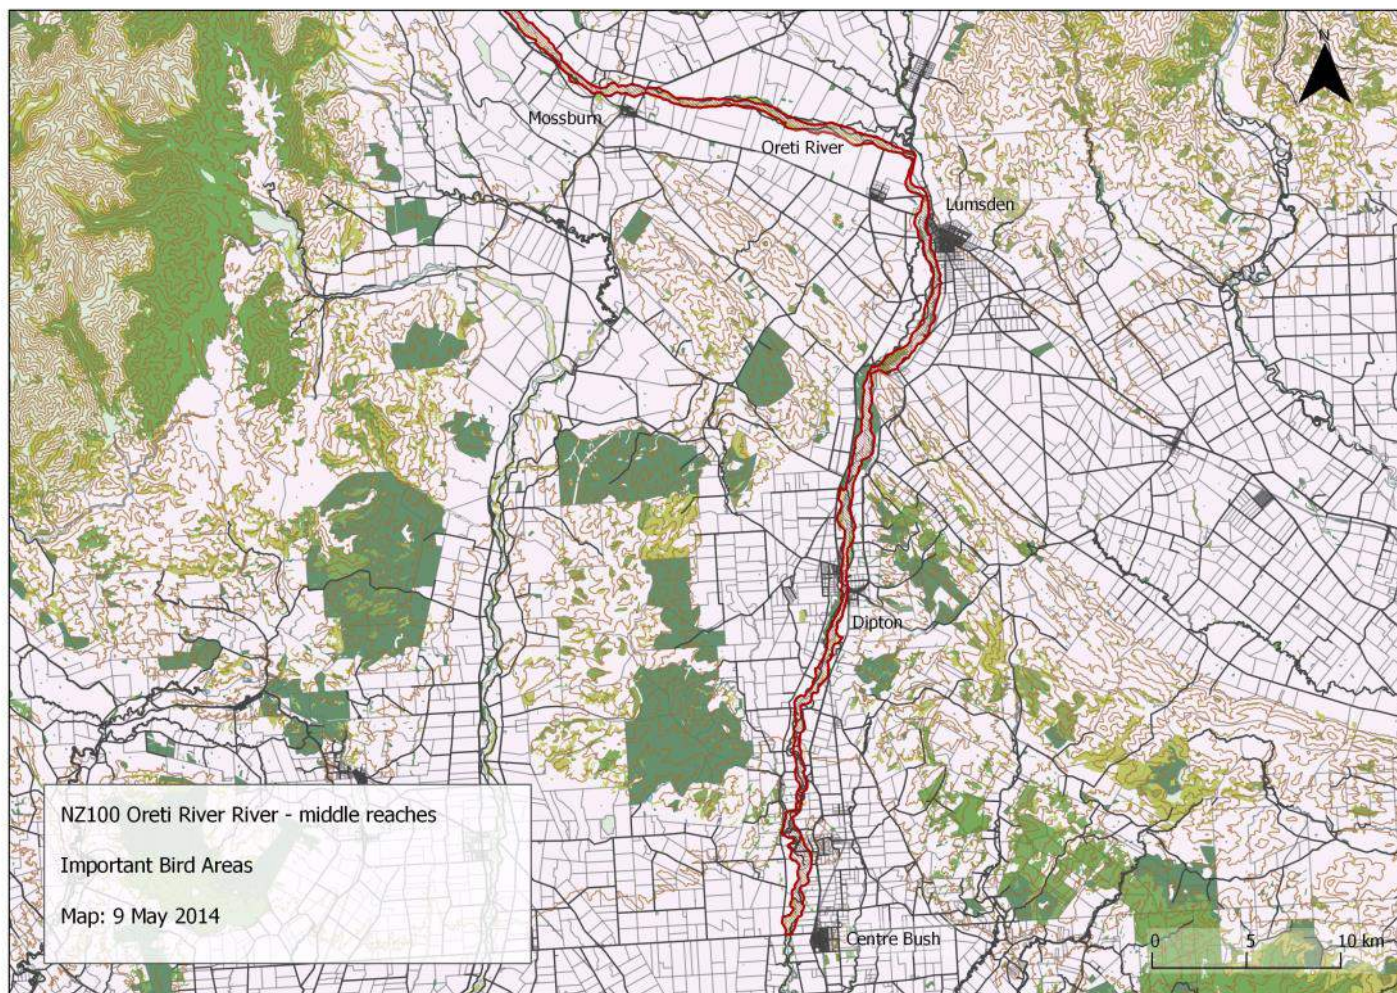 N
Mossburn
Oreti River
Lumsden
Dipton
NZ100 Oreti River River - middle reaches
Important Bird Areas
Map: 9 May 2014
Centre Bush
0 5 10 km